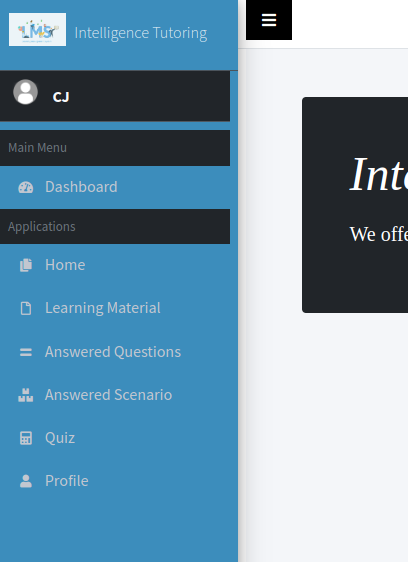 LMS
Intelligence Tutoring
CJ
Main Menu
Dashboard
Applications
Home
Learning Material
Answered Questions
Answered Scenario
Quiz
Profile
We offe